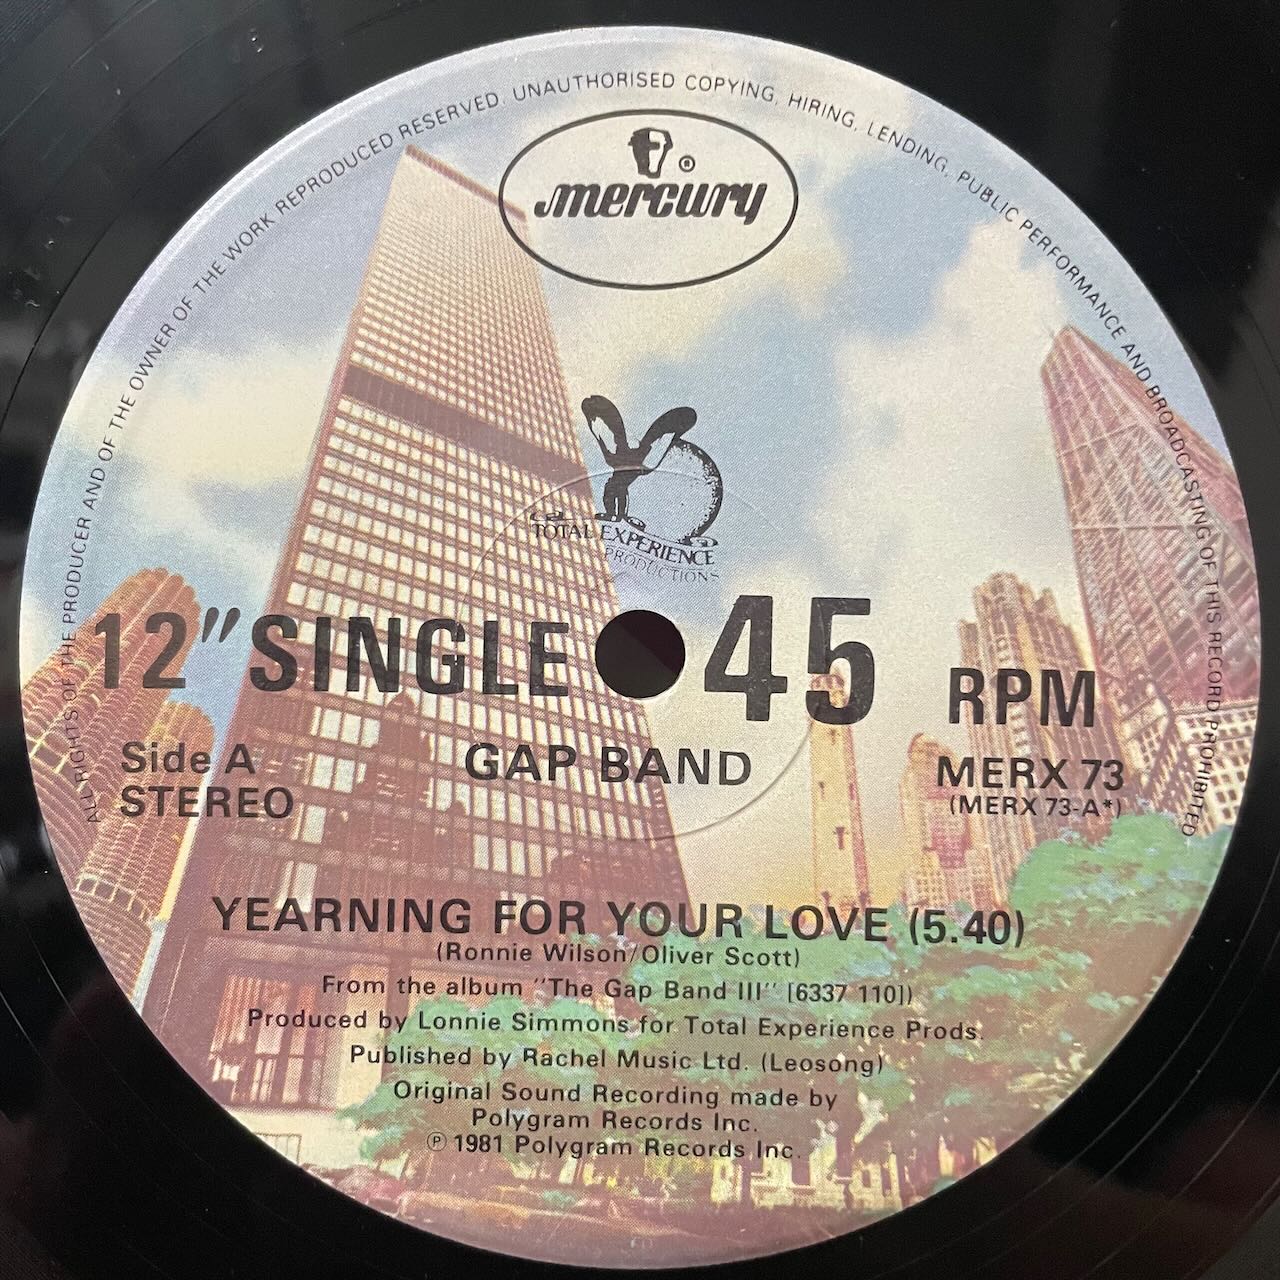 ALL RIGHTS OF THE PRODUCER AND OF THE OWNER OF THE WORK REPRODUCED RESERVED. UNAUTHORISED COPYING, HIRING, LENDING, PUBLIC PERFORMANCE AND BROADCASTING OF THIS RECORD PROHIBITED
®
mercury
TOTAL EXPERIENCE
PRODUCTIONS
12" SINGLE 45 RPM
Side A GAP BAND MERX 73
STEREO (MERX 73-A*)
YEARNING FOR YOUR LOVE (5.40)
(Ronnie Wilson/Oliver Scott)
From the album "The Gap Band III" [6337 110])
Produced by Lonnie Simmons for Total Experience Prods.
Published by Rachel Music Ltd. (Leosong)
Original Sound Recording made by
Polygram Records Inc.
℗ 1981 Polygram Records Inc.